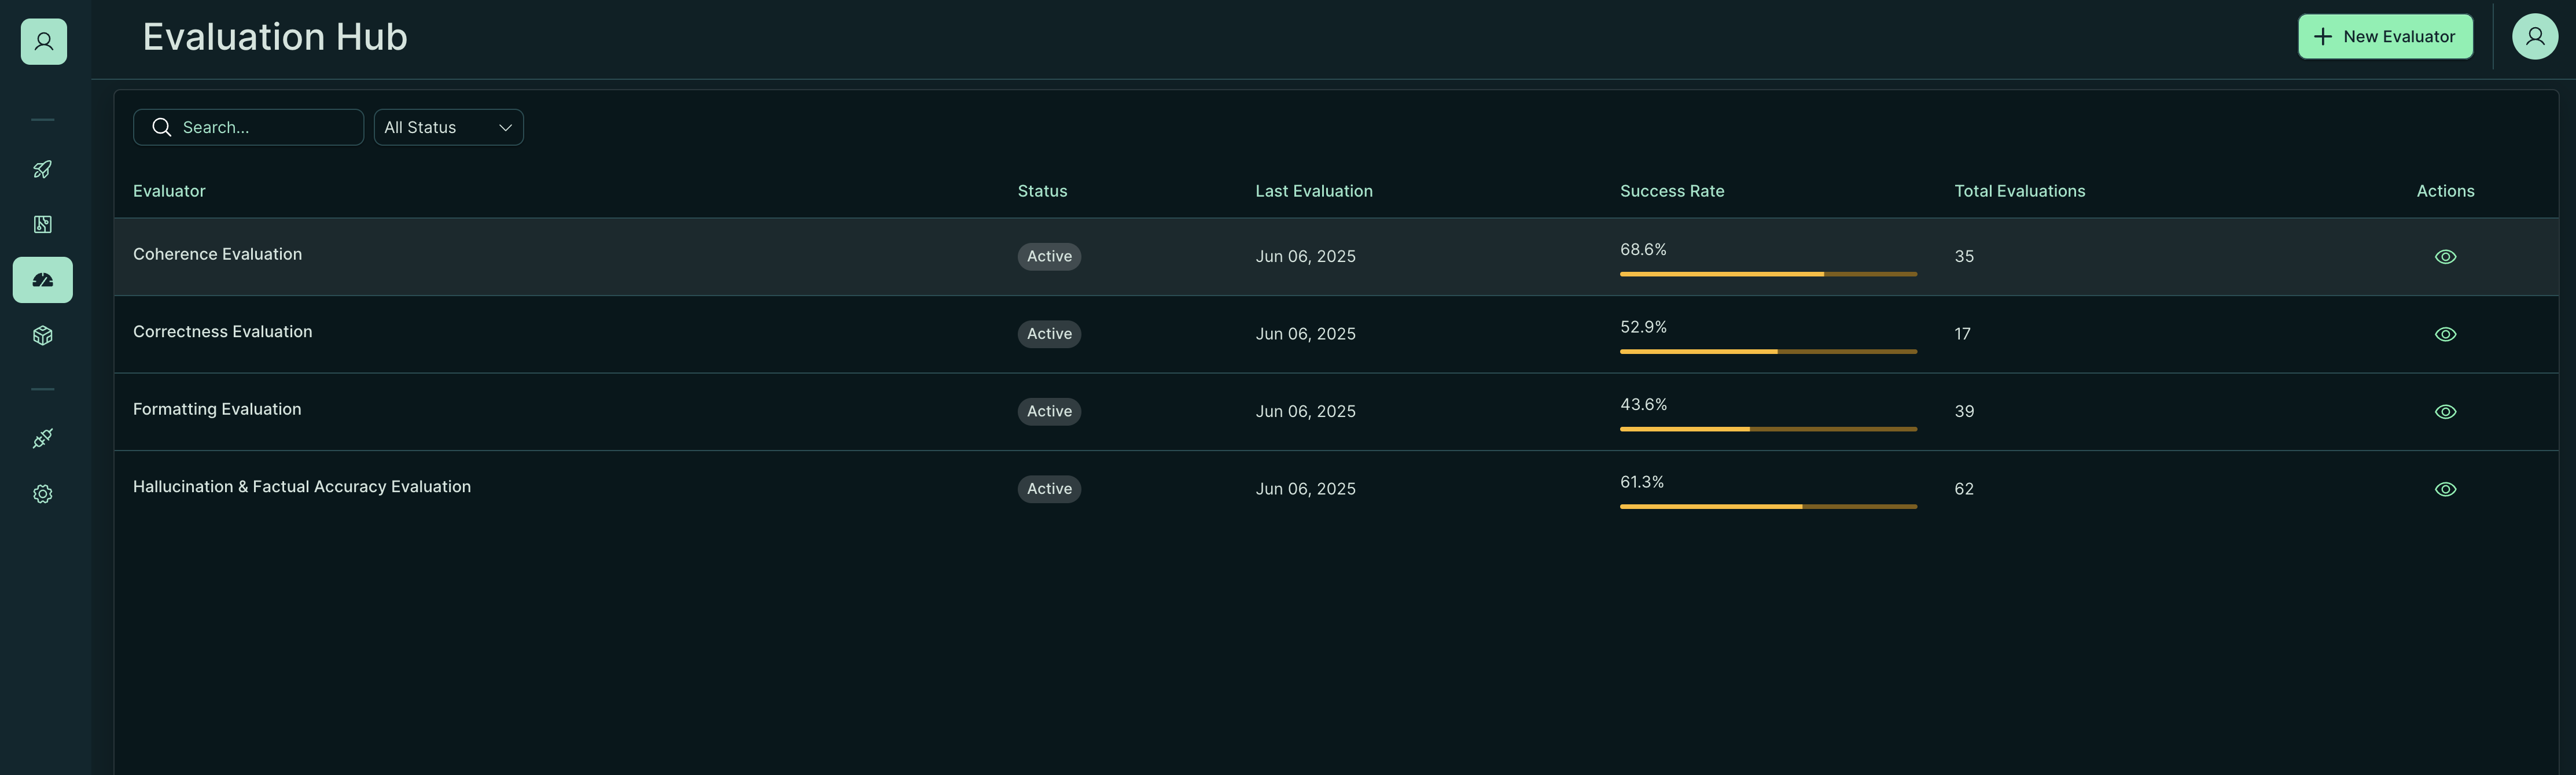 Evaluation Hub
New Evaluator
Search...
All Status
Evaluator Status Last Evaluation Success Rate Total Evaluations Actions
Coherence Evaluation Active Jun 06, 2025 68.6% 35
Correctness Evaluation Active Jun 06, 2025 52.9% 17
Formatting Evaluation Active Jun 06, 2025 43.6% 39
Hallucination & Factual Accuracy Evaluation Active Jun 06, 2025 61.3% 62